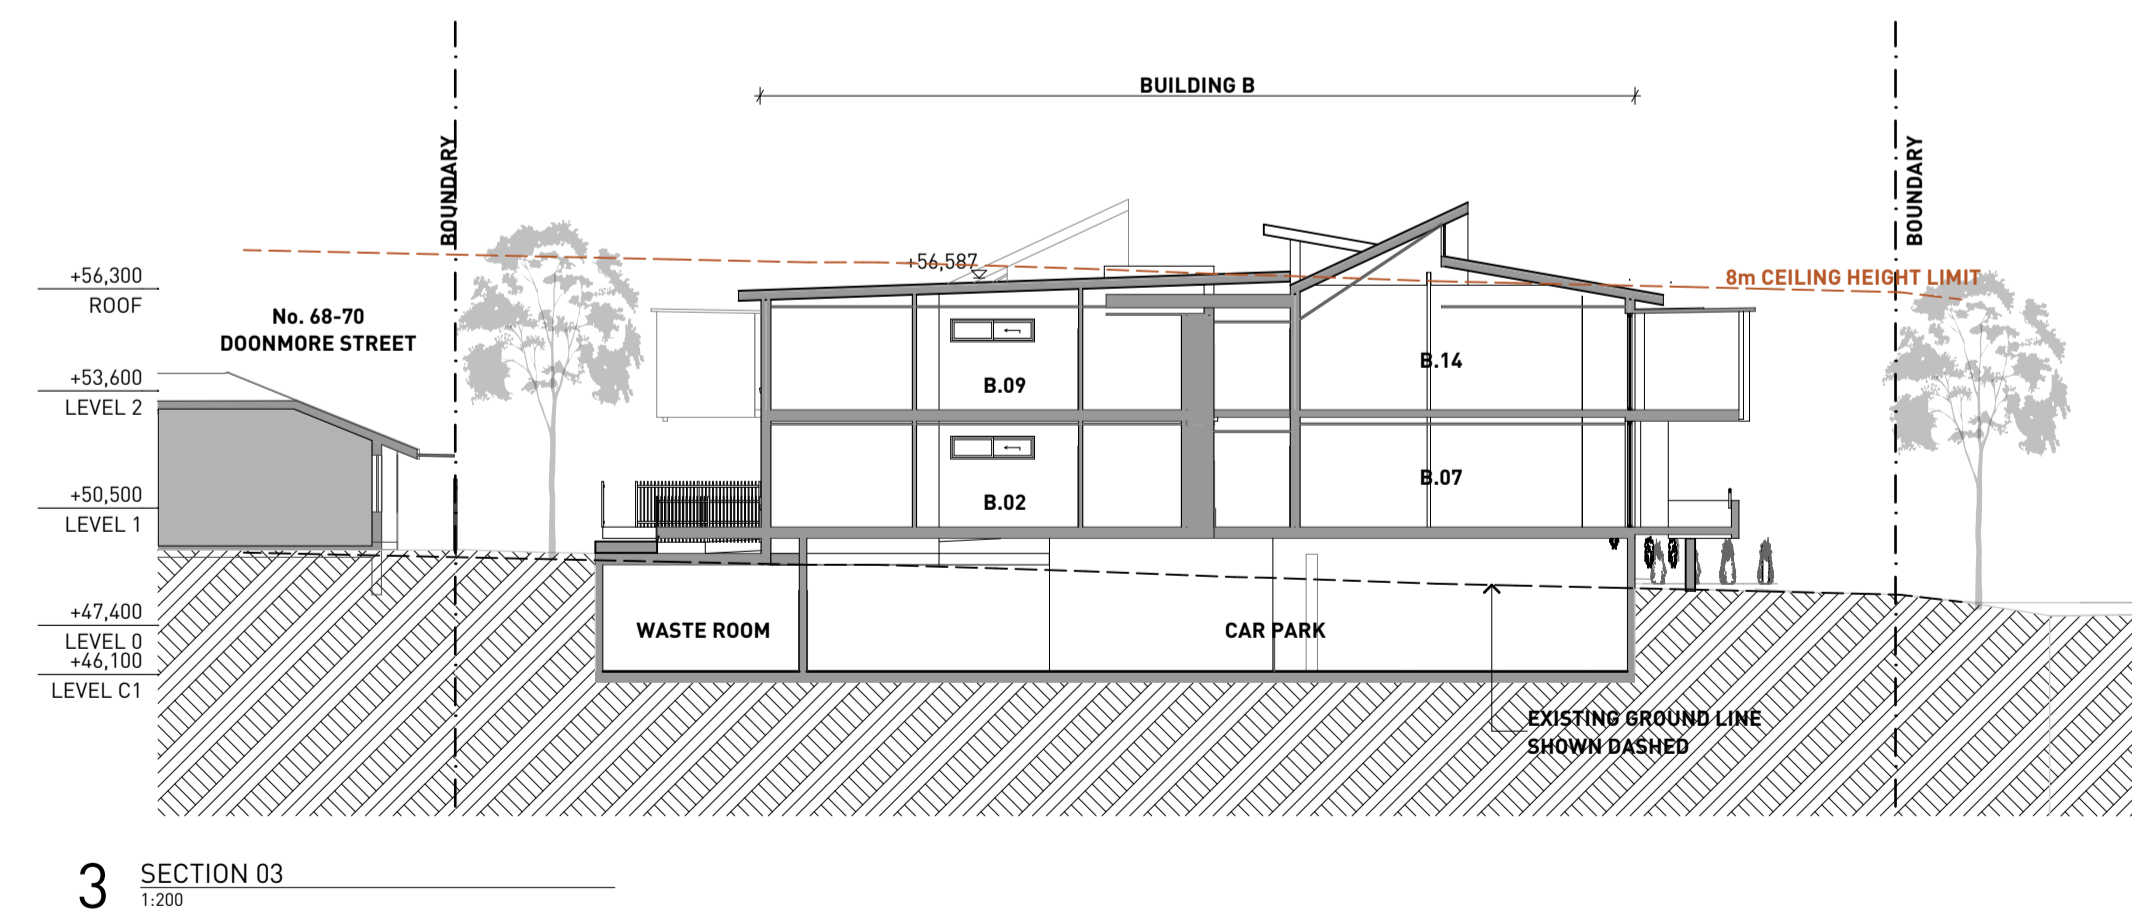 BUILDING B
BOUNDARY
BOUNDARY
+56,587
+56,300
ROOF
8m CEILING HEIGHT LIMIT
No. 68-70
DOONMORE STREET
+53,600
LEVEL 2
B.09
B.14
+50,500
LEVEL 1
B.02
B.07
+47,400
LEVEL 0
+46,100
LEVEL C1
WASTE ROOM
CAR PARK
EXISTING GROUND LINE
SHOWN DASHED
3
SECTION 03
1:200